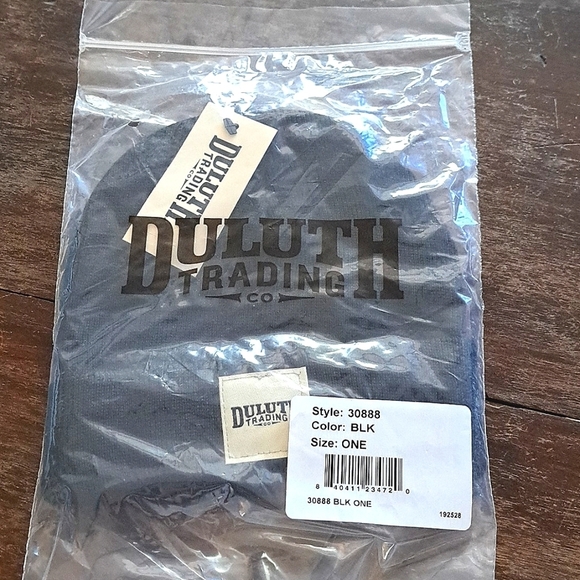 DULUTH
TRADING
CO
DULUTH
TRADING
CO
DULUTH
TRADING
CO
Style: 30888
Color: BLK
Size: ONE
8 40411 23472 0
30888 BLK ONE
192528